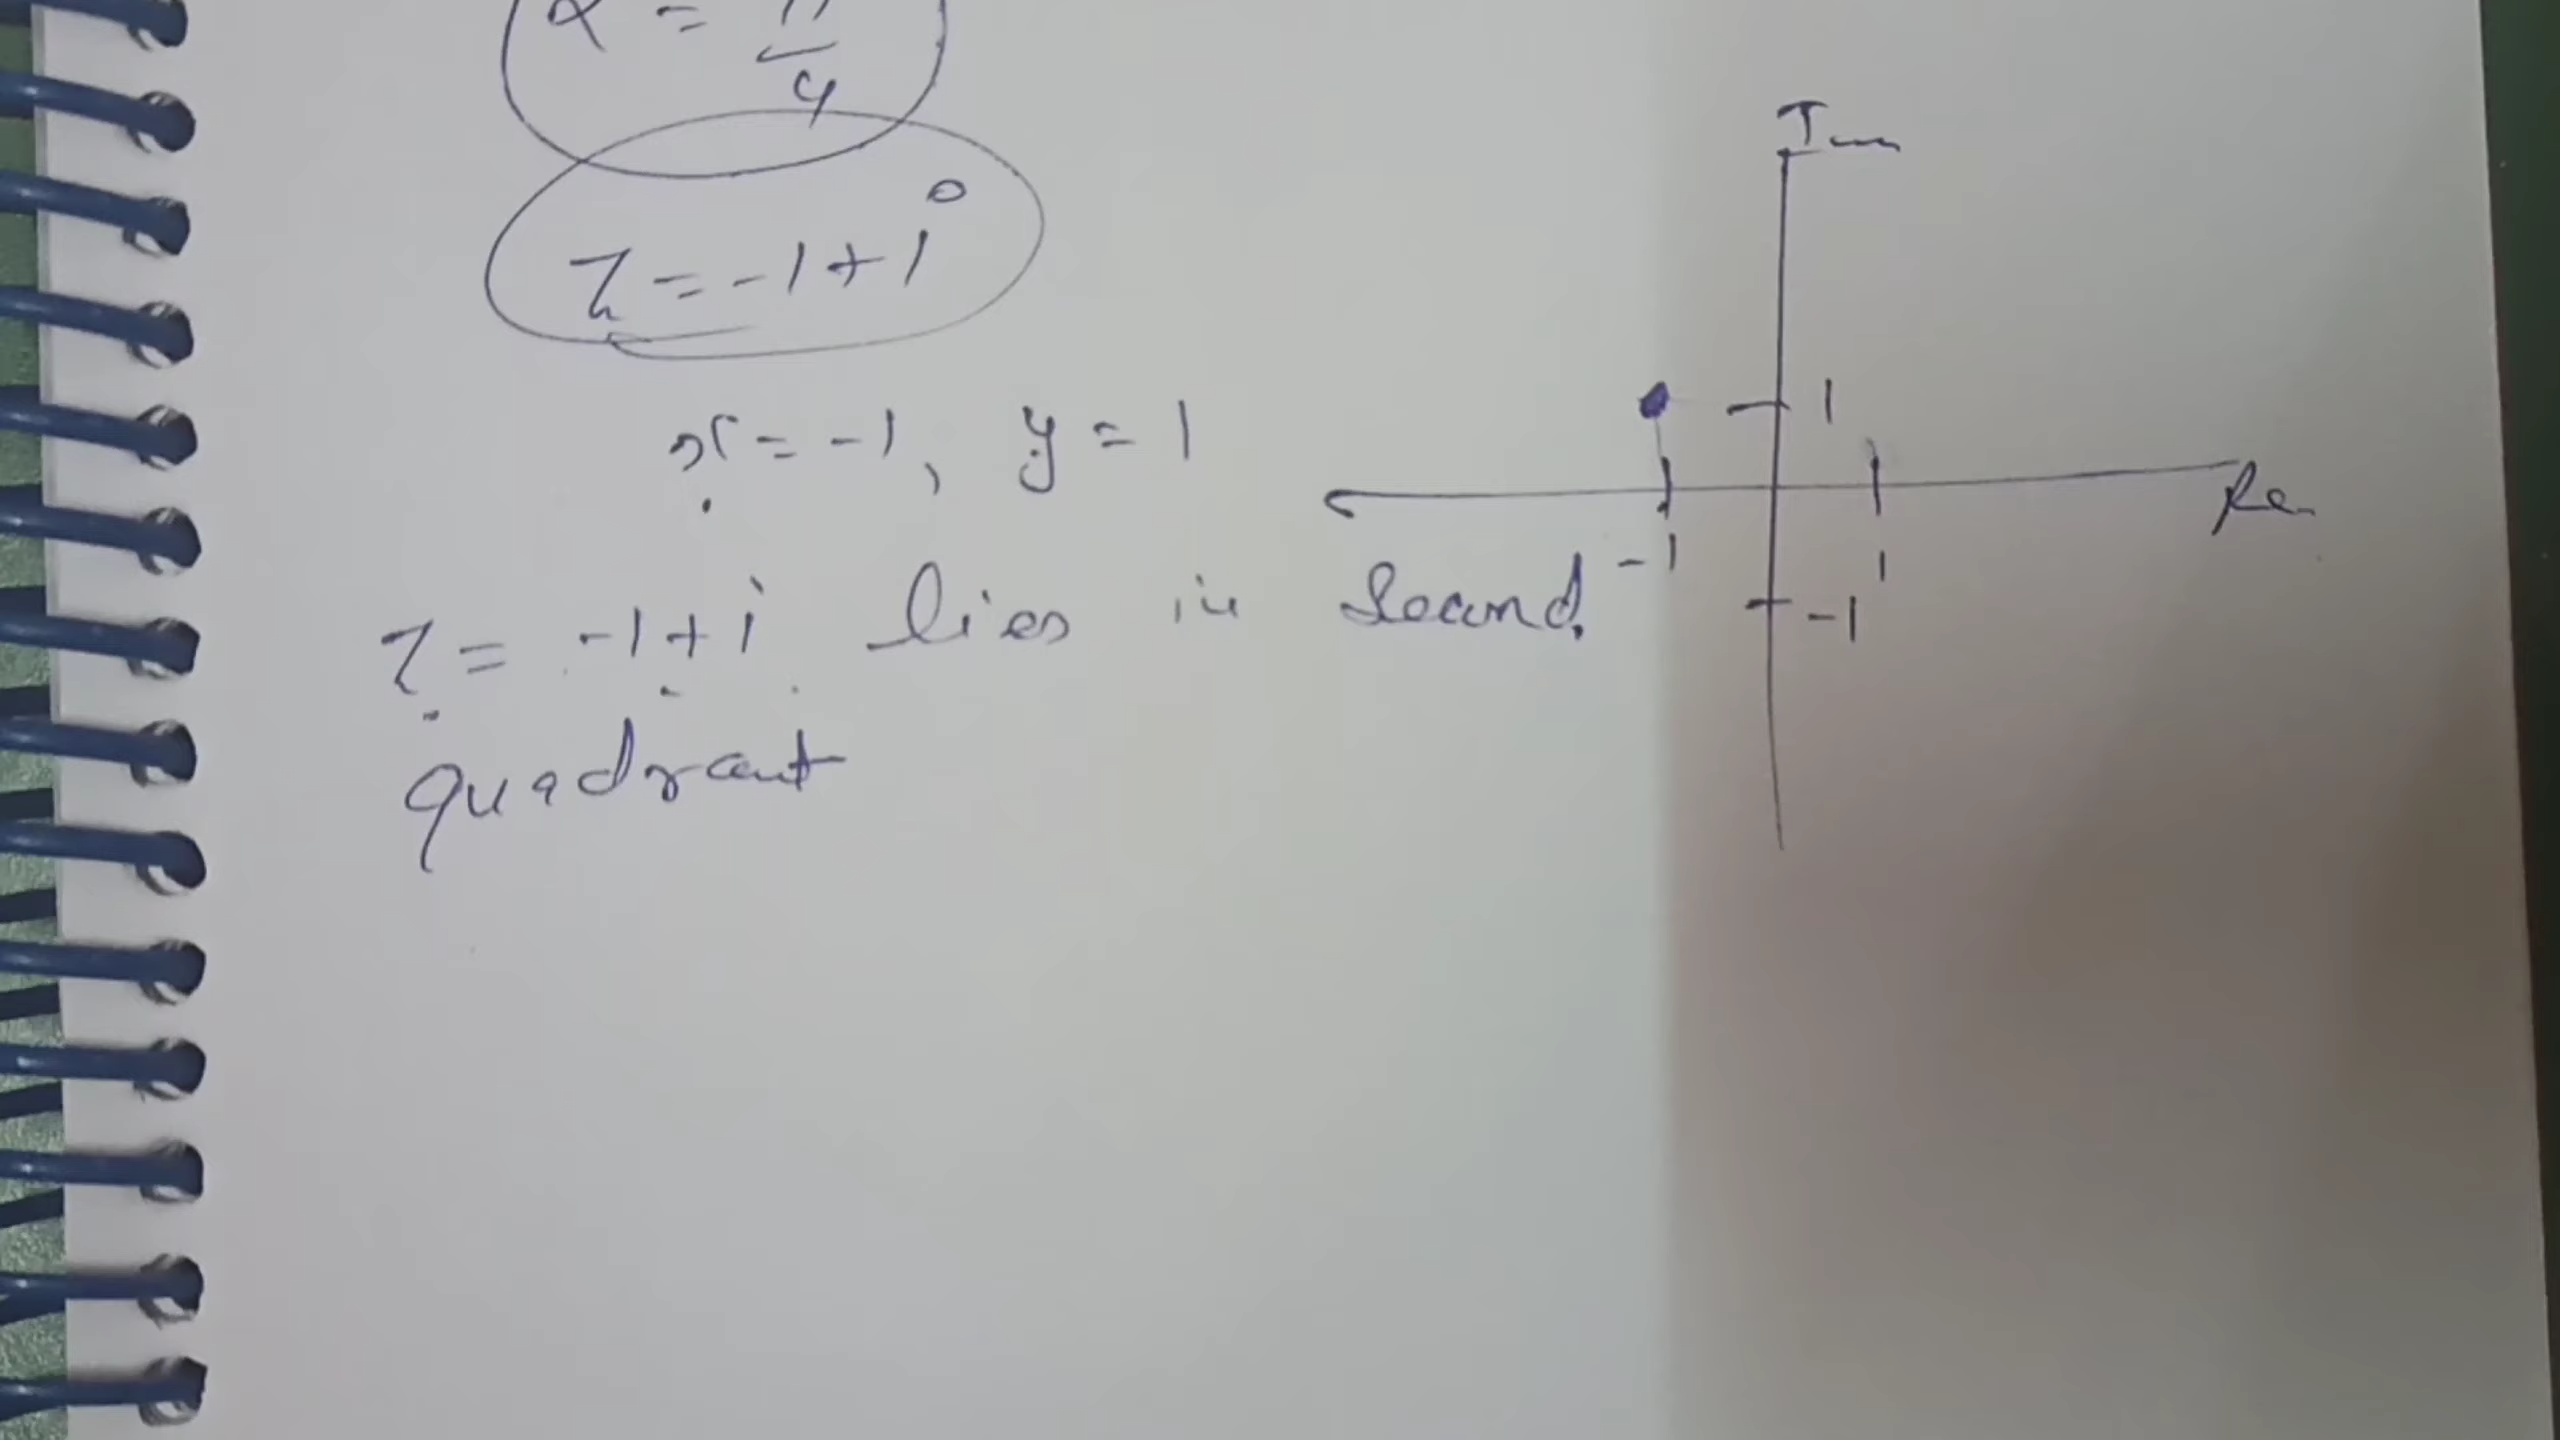 α = π/4
z = -1+i
x = -1, y = 1
z = -1+i lies in second
quadrant
Im
1
Re
-1
1
-1